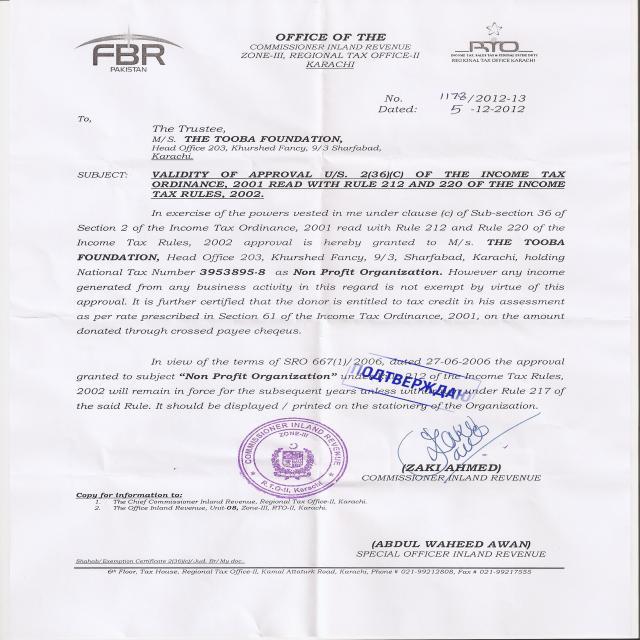 FBR
PAKISTAN
OFFICE OF THE
COMMISSIONER INLAND REVENUE
ZONE-III, REGIONAL TAX OFFICE-II
KARACHI
RTO
INCOME TAX, SALES TAX & FEDERAL EXCISE DUTY
REGIONAL TAX OFFICE KARACHI
No. 1178/2012-13
Dated: 5 -12-2012
To,
The Trustee,
M/S. THE TOOBA FOUNDATION,
Head Office 203, Khurshed Fancy, 9/3 Sharfabad,
Karachi.
SUBJECT: VALIDITY OF APPROVAL U/S. 2(36)(C) OF THE INCOME TAX
ORDINANCE, 2001 READ WITH RULE 212 AND 220 OF THE INCOME
TAX RULES, 2002.
In exercise of the powers vested in me under clause (c) of Sub-section 36 of
Section 2 of the Income Tax Ordinance, 2001 read with Rule 212 and Rule 220 of the
Income Tax Rules, 2002 approval is hereby granted to M/s. THE TOOBA
FOUNDATION, Head Office 203, Khurshed Fancy, 9/3, Sharfabad, Karachi, holding
National Tax Number 3953895-8 as Non Profit Organization. However any income
generated from any business activity in this regard is not exempt by virtue of this
approval. It is further certified that the donor is entitled to tax credit in his assessment
as per rate prescribed in Section 61 of the Income Tax Ordinance, 2001, on the amount
donated through crossed payee cheqeus.
In view of the terms of SRO 667(1)/2006, dated 27-06-2006 the approval
granted to subject "Non Profit Organization" 212 of the Income Tax Rules,
2002 will remain in force for the subsequent years unless under Rule 217 of
the said Rule. It should be displayed / printed on the stationery of the Organization.
ПОДТВЕРЖДАЮ
COMMISSIONER INLAND REVENUE
ZONE-III
R.T.O-II, Karachi
(ZAKI AHMED)
COMMISSIONER INLAND REVENUE
Copy for information to:
1. The Chief Commissioner Inland Revenue, Regional Tax Office-II, Karachi.
2. The Office Inland Revenue, Unit-08, Zone-III, RTO-II, Karachi.
(ABDUL WAHEED AWAN)
SPECIAL OFFICER INLAND REVENUE
Shahab/Exemption Certificate 2(36)(c)/Jud. Br/My doc..
6th Floor, Tax House, Regional Tax Office-II, Kamal Attaturk Road, Karachi, Phone # 021-99212808, Fax # 021-99217555